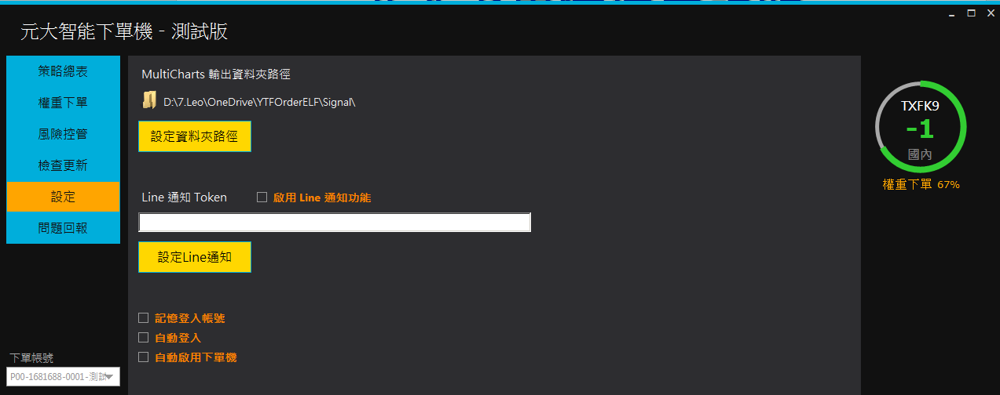 元大智能下單機 - 測試版
策略總表
權重下單
風險控管
檢查更新
設定
問題回報
下單帳號
P00-1681688-0001-測試
MultiCharts 輸出資料夾路徑
D:\7.Leo\OneDrive\YTFOrderELF\Signal\
設定資料夾路徑
Line 通知 Token
啟用 Line 通知功能
設定Line通知
記憶登入帳號
自動登入
自動啟用下單機
TXFK9
-1
國內
權重下單 67%